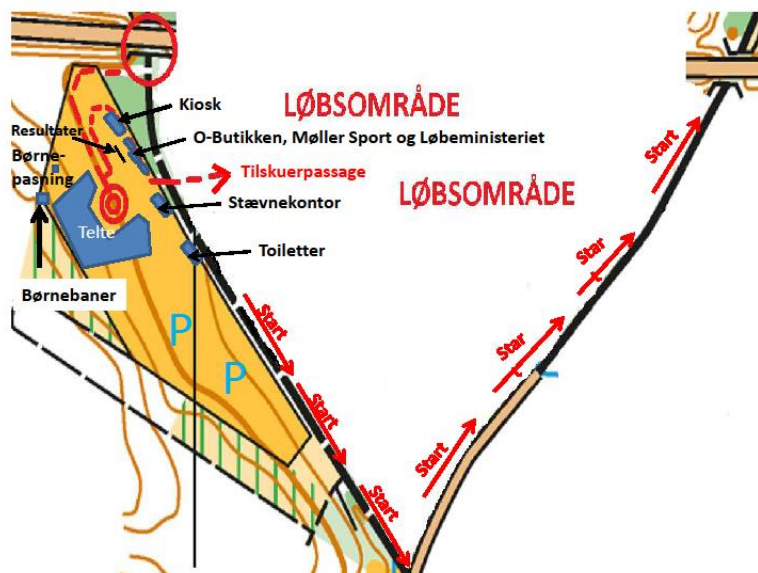 Kiosk
LØBSOMRÅDE
Resultater
O-Butikken, Møller Sport og Løbeministeriet
Børne-
pasning
Tilskuerpassage
LØBSOMRÅDE
Stævnekontor
Telte
Toiletter
Børnebaner
P
P
Start
Start
Start
Start
Star
Star
Start